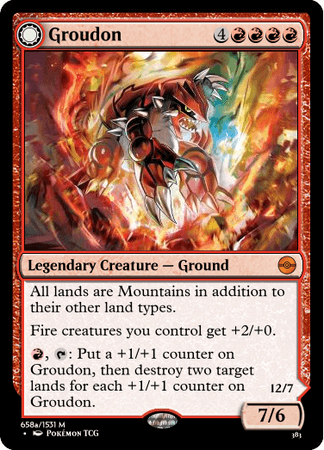 Groudon 4
Legendary Creature — Ground
All lands are Mountains in addition to
their other land types.
Fire creatures you control get +2/+0.
, : Put a +1/+1 counter on
Groudon, then destroy two target
lands for each +1/+1 counter on
Groudon.
12/7
7/6
658a/1531 M
• Pokémon TCG
383